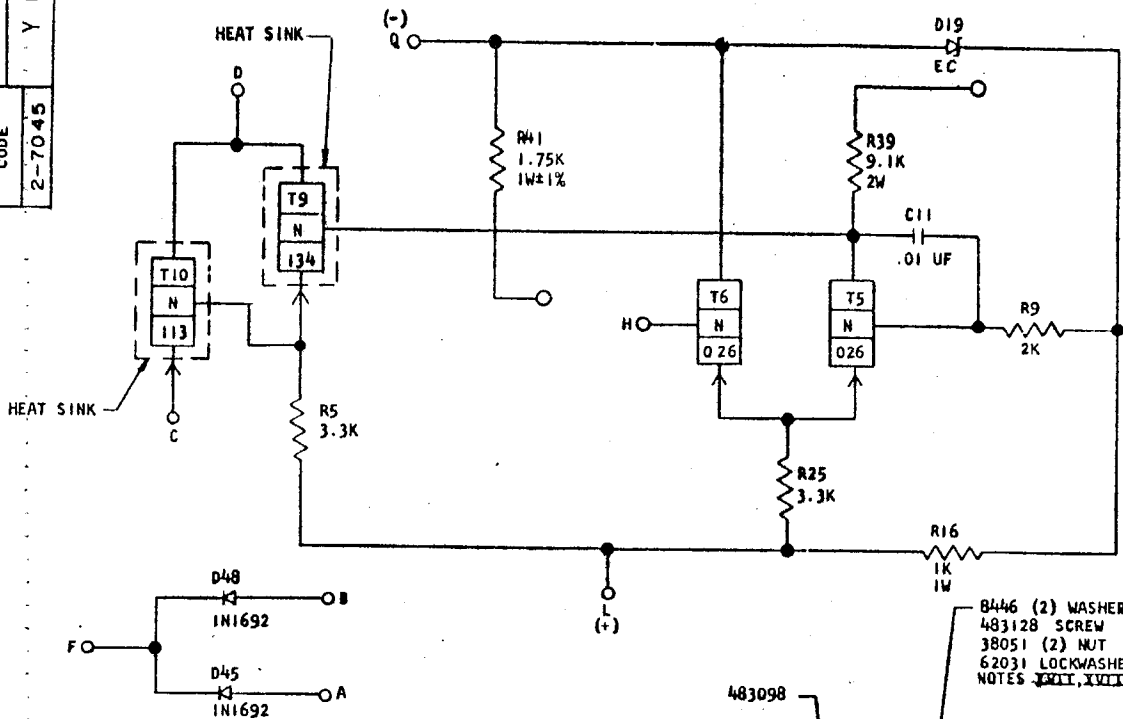 CODE
2-7045
Y
HEAT SINK
(-)
Q
D19
EC
D
R41
1.75K
1W±1%
R39
9.1K
2W
T9
N
134
C11
.01 UF
T10
N
113
T6
N
026
T5
N
026
H
R9
2K
HEAT SINK
C
R5
3.3K
R25
3.3K
R16
1K
1W
L
(+)
D48
1N1692
B
F
D45
1N1692
A
8446 (2) WASHER
483128 SCREW
38051 (2) NUT
62031 LOCKWASHE
NOTES
483098